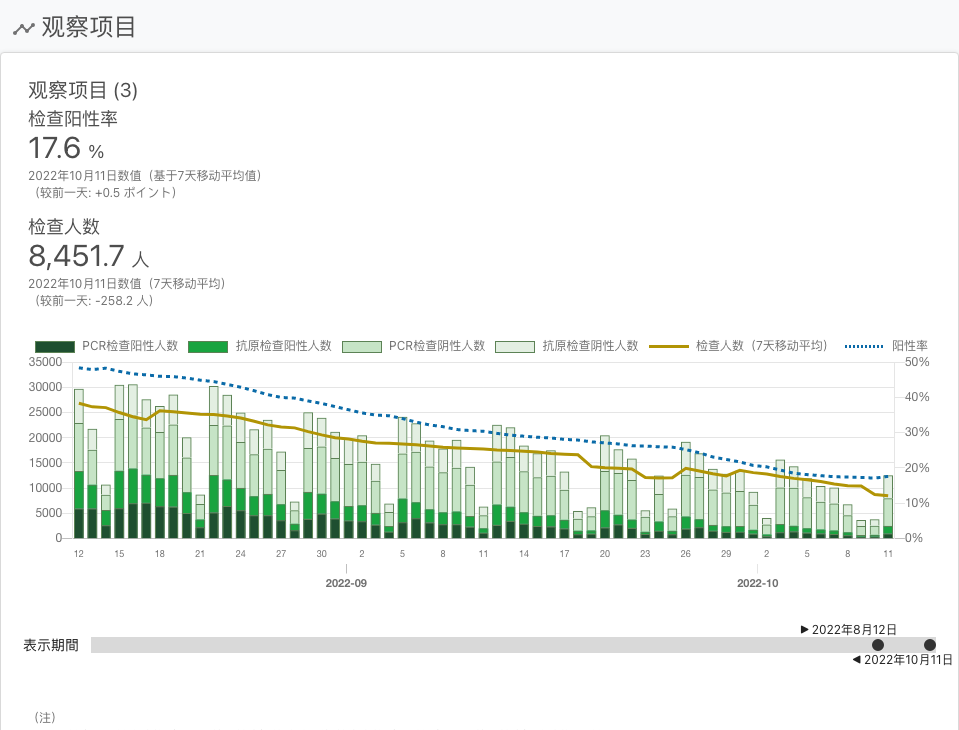 观察项目
观察项目 (3)
检查阳性率
17.6 %
2022年10月11日数值（基于7天移动平均值）
（较前一天: +0.5 ポイント）
检查人数
8,451.7 人
2022年10月11日数值（7天移动平均）
（较前一天: -258.2 人）
PCR检查阳性人数 抗原检查阳性人数 PCR检查阴性人数 抗原检查阴性人数 检查人数（7天移动平均） 阳性率
35000 50%
30000
40%
25000
20000 30%
15000
20%
10000
10%
5000
0 0%
12 15 18 21 24 27 30 2 5 8 11 14 17 20 23 26 29 2 5 8 11
2022-09 2022-10
▶ 2022年8月12日
表示期間
◀ 2022年10月11日
（注）